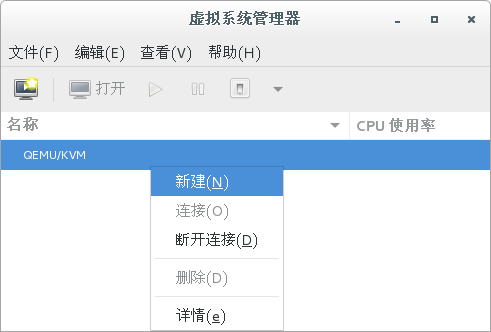 虚拟系统管理器
文件(F) 编辑(E) 查看(V) 帮助(H)
打开
名称 CPU 使用率
QEMU/KVM
新建(N)
连接(O)
断开连接(D)
删除(D)
详情(e)